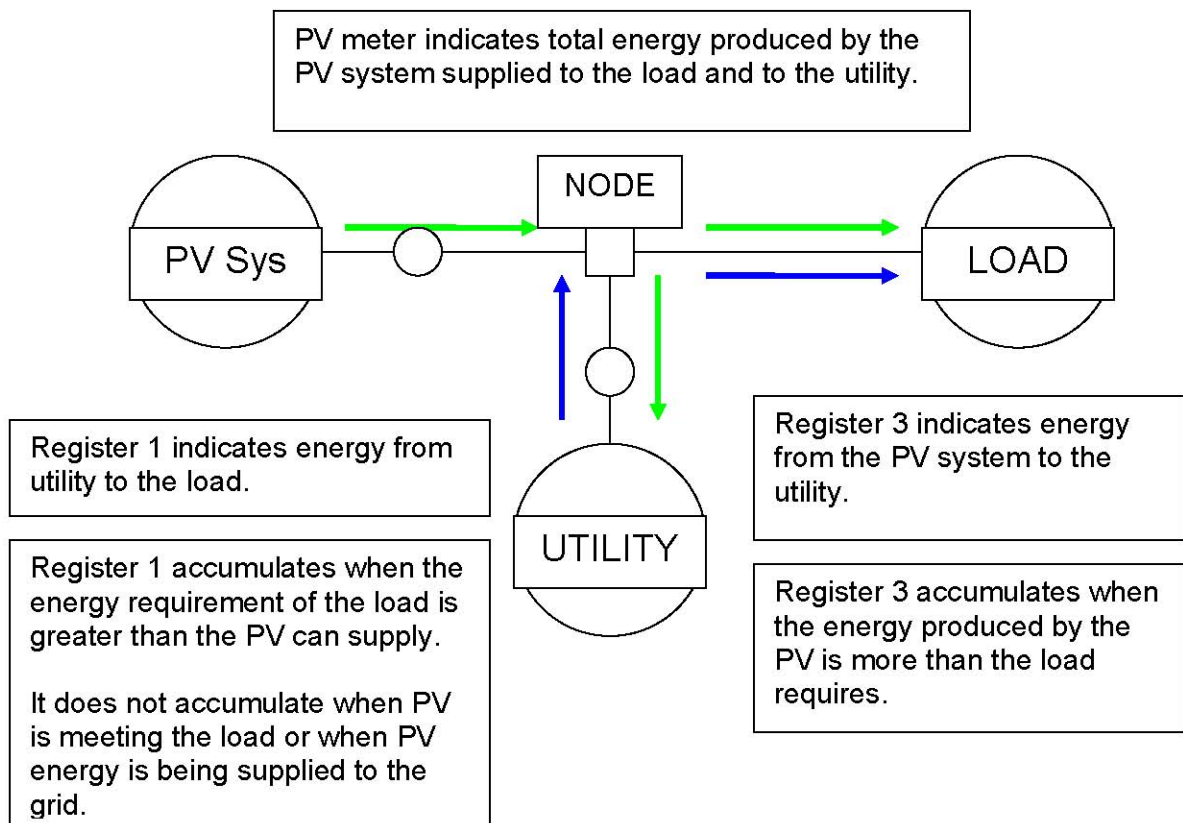 PV meter indicates total energy produced by the
PV system supplied to the load and to the utility.
NODE
PV Sys
LOAD
Register 1 indicates energy from
utility to the load.
Register 3 indicates energy
from the PV system to the
utility.
UTILITY
Register 1 accumulates when the
energy requirement of the load is
greater than the PV can supply.
It does not accumulate when PV
is meeting the load or when PV
energy is being supplied to the
grid.
Register 3 accumulates when
the energy produced by the
PV is more than the load
requires.